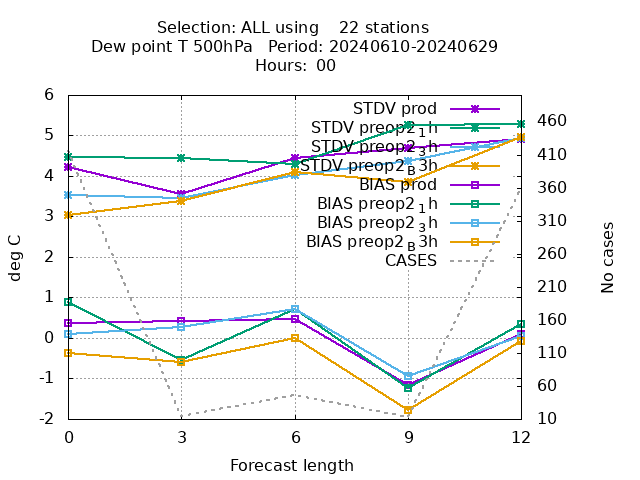 Selection: ALL using    22 stations
Dew point T 500hPa   Period: 20240610-20240629
Hours: 00
STDV prod
STDV preop2_1h
STDV preop2_3h
STDV preop2_B3h
BIAS prod
BIAS preop2_1h
BIAS preop2_3h
BIAS preop2_B3h
CASES
6
5
4
3
2
1
0
-1
-2
deg C
460
410
360
310
260
210
160
110
60
10
No cases
0 3 6 9 12
Forecast length